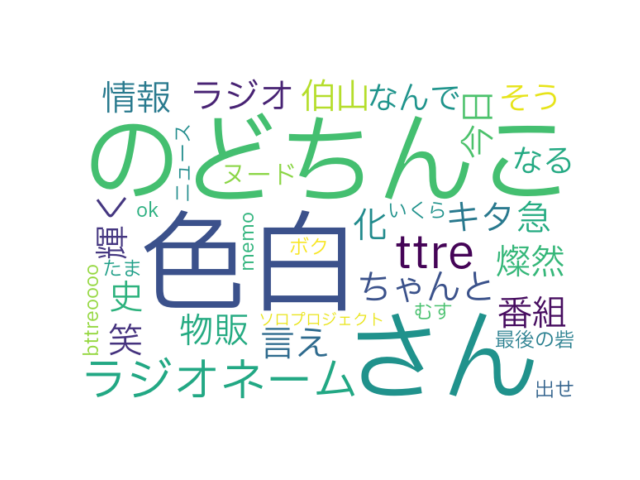 情報
ラジオ
伯山
なんで
今日
そう
のどちんこ
ニュース
ヌード
なる
輝く
ok
色白
memo
化
いくら
キタ
急
ボク
ttre
燦然
bttreoooo
たま
史
ちゃんと
笑
物販
ソロプロジェクト
言え
むす
番組
最後の砦
ラジオネーム
さん
出せ